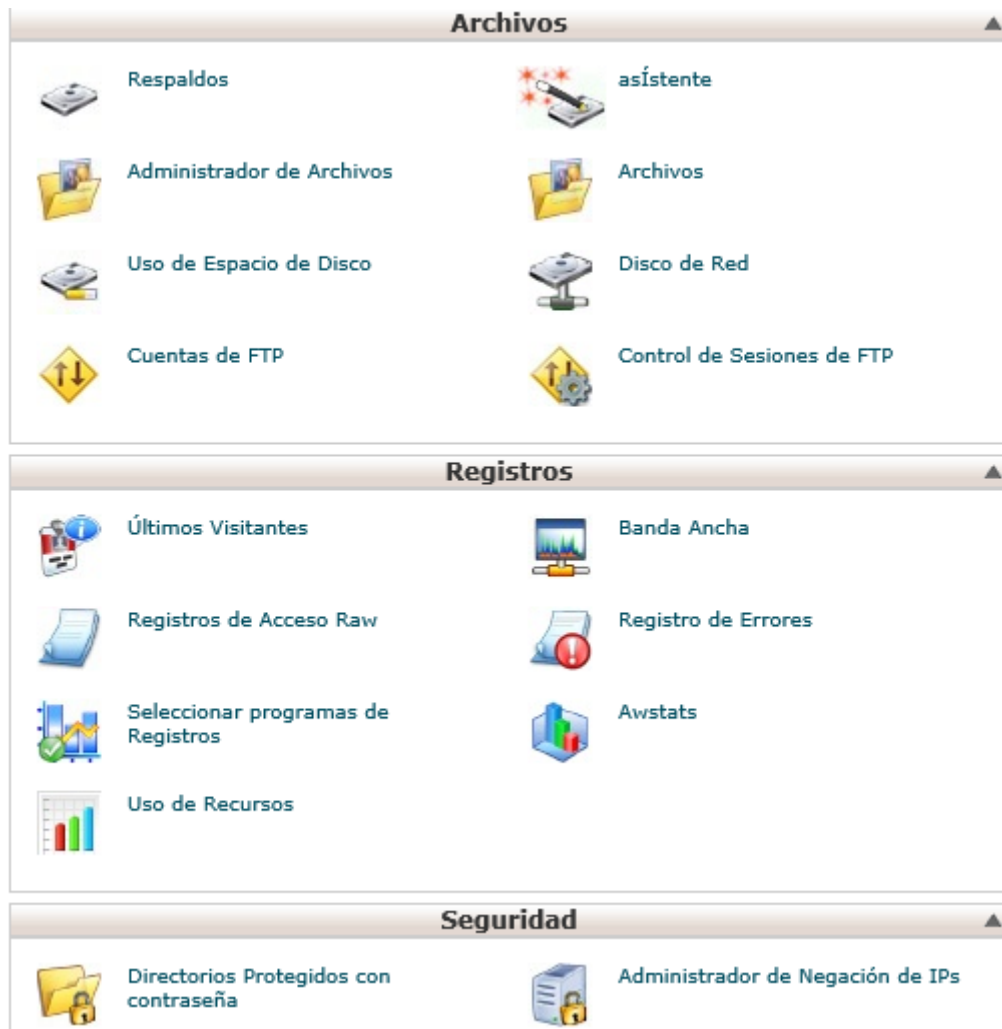 Archivos
Respaldos
asÍstente
Administrador de Archivos
Archivos
Uso de Espacio de Disco
Disco de Red
Cuentas de FTP
Control de Sesiones de FTP
Registros
Últimos Visitantes
Banda Ancha
Registros de Acceso Raw
Registro de Errores
Seleccionar programas de
Registros
Awstats
Uso de Recursos
Seguridad
Directorios Protegidos con
contraseña
Administrador de Negación de IPs